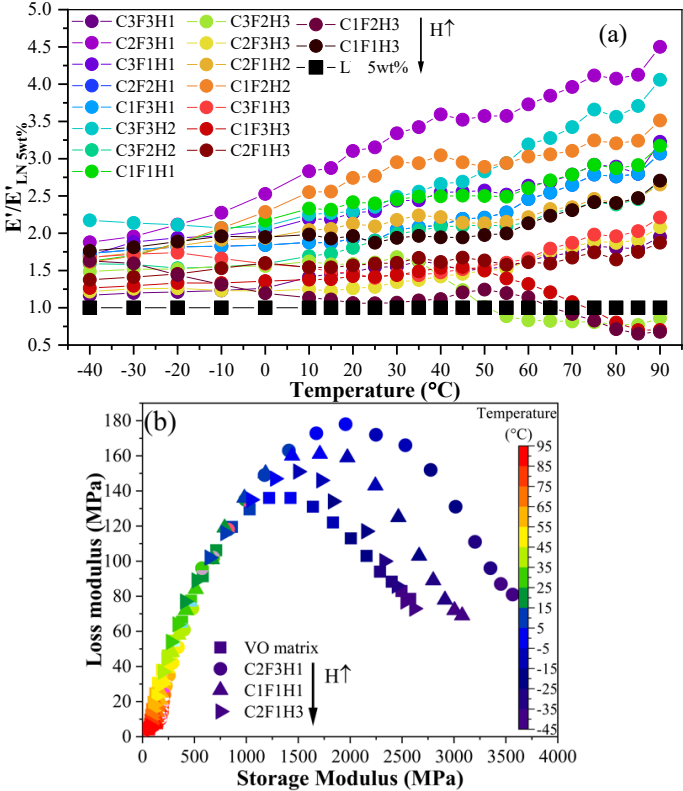 5.0
4.5
4.0
3.5
3.0
2.5
2.0
1.5
1.0
0.5
E'/E'LN 5wt%
C3F3H1
C2F3H1
C3F1H1
C2F2H1
C1F3H1
C3F3H2
C3F2H2
C1F1H1
C3F2H3
C2F3H3
C2F1H2
C1F2H2
C3F1H3
C1F3H3
C2F1H3
C1F2H3
C1F1H3
L 5wt%
H↑
(a)
-40 -30 -20 -10 0 10 20 30 40 50 60 70 80 90
Temperature (°C)
(b)
180
160
140
120
100
80
60
40
20
0
Loss modulus (MPa)
VO matrix
C2F3H1
C1F1H1
C2F1H3
H↑
Temperature
(°C)
95
85
75
65
55
45
35
25
15
5
-5
-15
-25
-35
-45
0 500 1000 1500 2000 2500 3000 3500 4000
Storage Modulus (MPa)